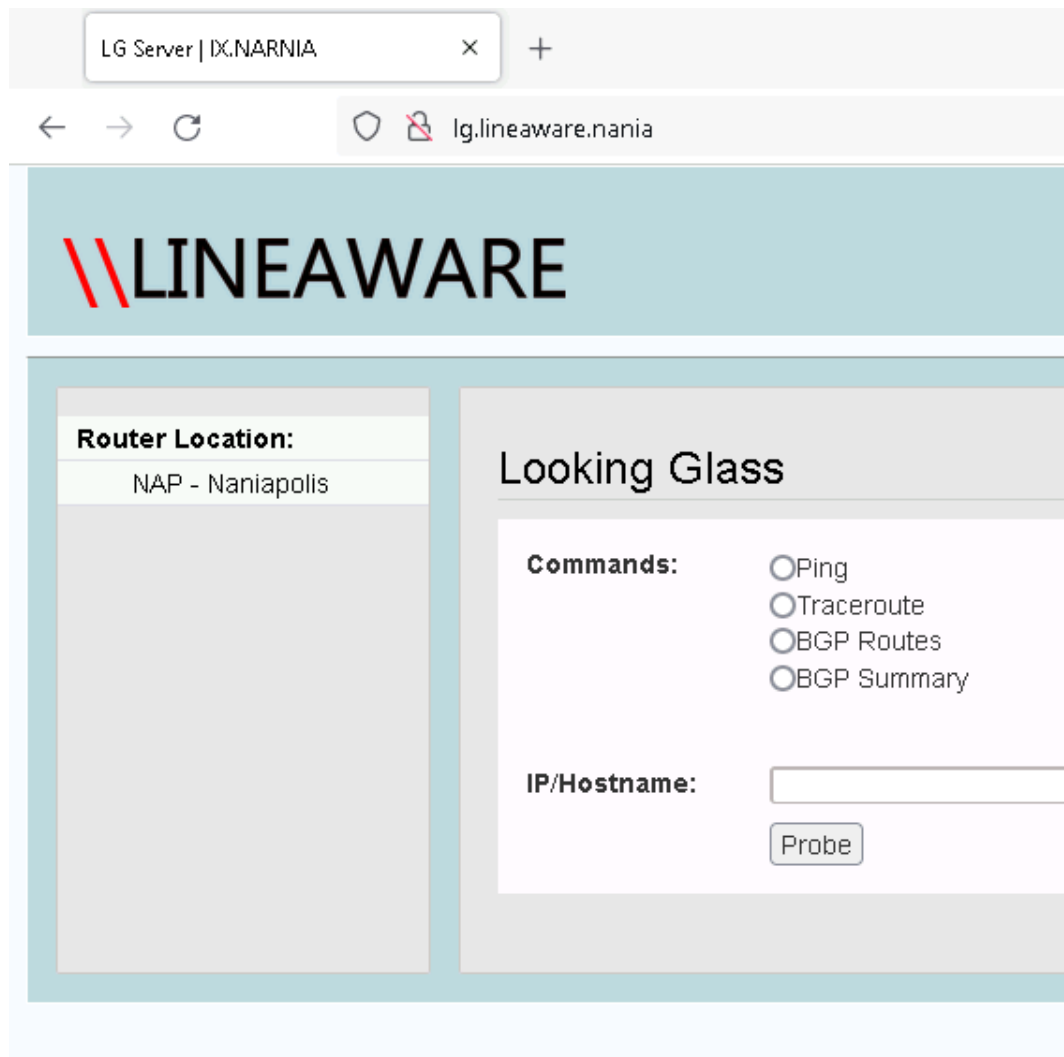 LG Server | IX.NARNIA
lg.lineaware.nania
\\LINEAWARE
Router Location:
NAP - Naniapolis
Looking Glass
Commands:
Ping
Traceroute
BGP Routes
BGP Summary
IP/Hostname:
Probe